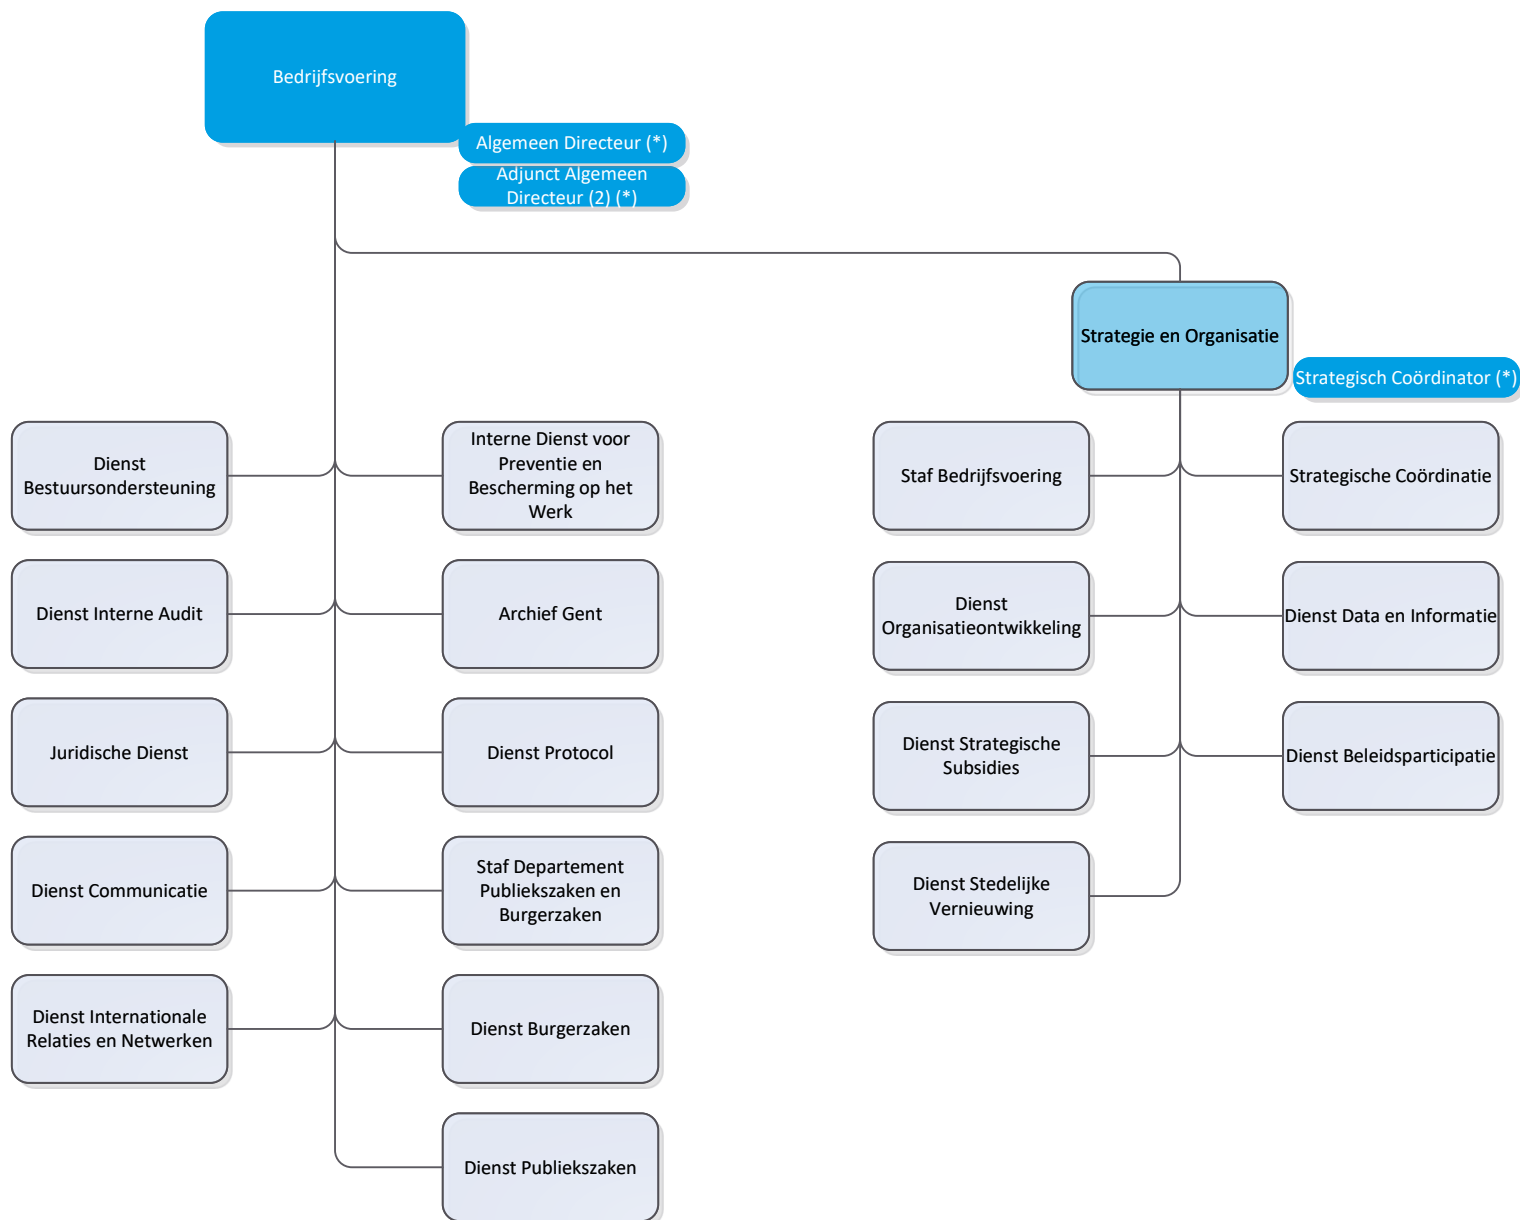 Bedrijfsvoering
Algemeen Directeur (*)
Adjunct Algemeen
Directeur (2) (*)
Strategie en Organisatie
Strategisch Coördinator (*)
Dienst
Bestuursondersteuning
Interne Dienst voor
Preventie en
Bescherming op het
Werk
Staf Bedrijfsvoering
Strategische Coördinatie
Dienst Interne Audit
Archief Gent
Dienst
Organisatieontwikkeling
Dienst Data en Informatie
Juridische Dienst
Dienst Protocol
Dienst Strategische
Subsidies
Dienst Beleidsparticipatie
Dienst Communicatie
Staf Departement
Publiekszaken en
Burgerzaken
Dienst Stedelijke
Vernieuwing
Dienst Internationale
Relaties en Netwerken
Dienst Burgerzaken
Dienst Publiekszaken